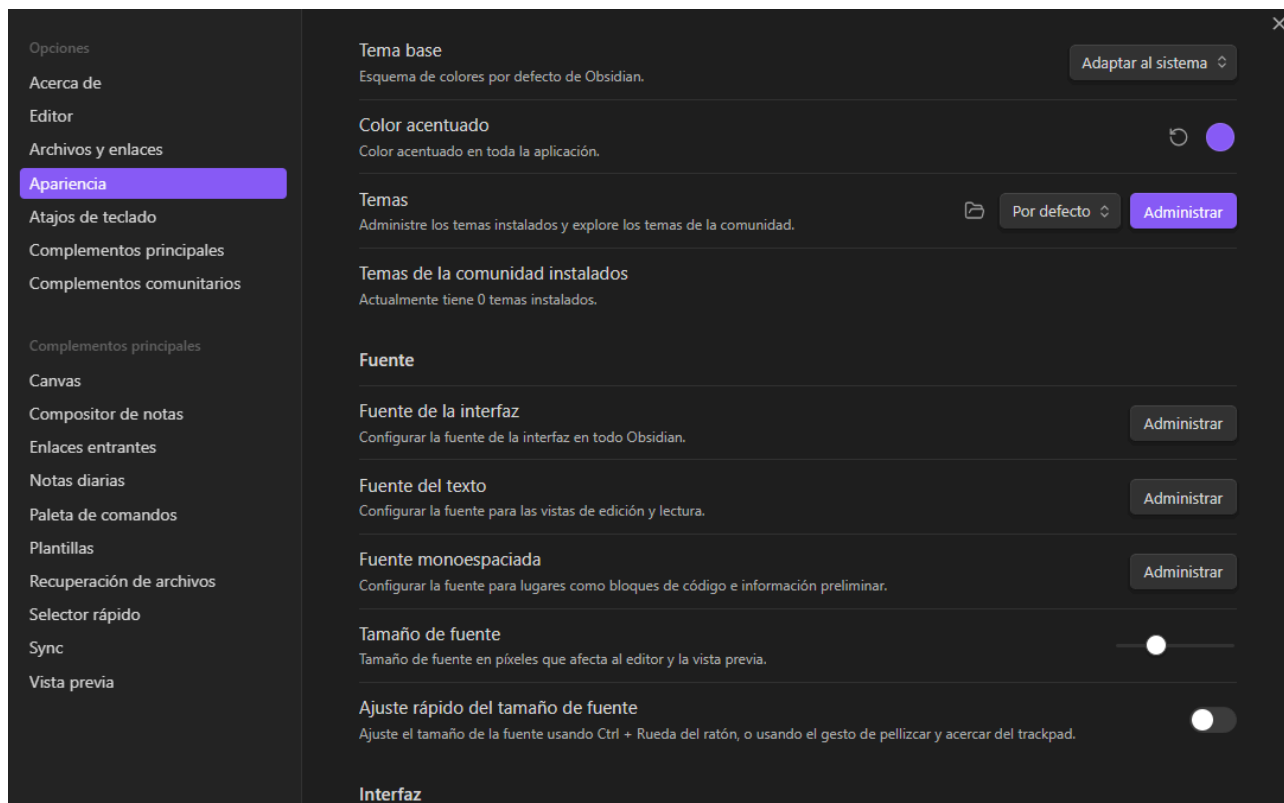 Opciones
Acerca de
Editor
Archivos y enlaces
Apariencia
Atajos de teclado
Complementos principales
Complementos comunitarios
Complementos principales
Canvas
Compositor de notas
Enlaces entrantes
Notas diarias
Paleta de comandos
Plantillas
Recuperación de archivos
Selector rápido
Sync
Vista previa
Tema base
Esquema de colores por defecto de Obsidian.
Adaptar al sistema
Color acentuado
Color acentuado en toda la aplicación.
Temas
Administre los temas instalados y explore los temas de la comunidad.
Por defecto
Administrar
Temas de la comunidad instalados
Actualmente tiene 0 temas instalados.
Fuente
Fuente de la interfaz
Configurar la fuente de la interfaz en todo Obsidian.
Administrar
Fuente del texto
Configurar la fuente para las vistas de edición y lectura.
Administrar
Fuente monoespaciada
Configurar la fuente para lugares como bloques de código e información preliminar.
Administrar
Tamaño de fuente
Tamaño de fuente en píxeles que afecta al editor y la vista previa.
Ajuste rápido del tamaño de fuente
Ajuste el tamaño de la fuente usando Ctrl + Rueda del ratón, o usando el gesto de pellizcar y acercar del trackpad.
Interfaz